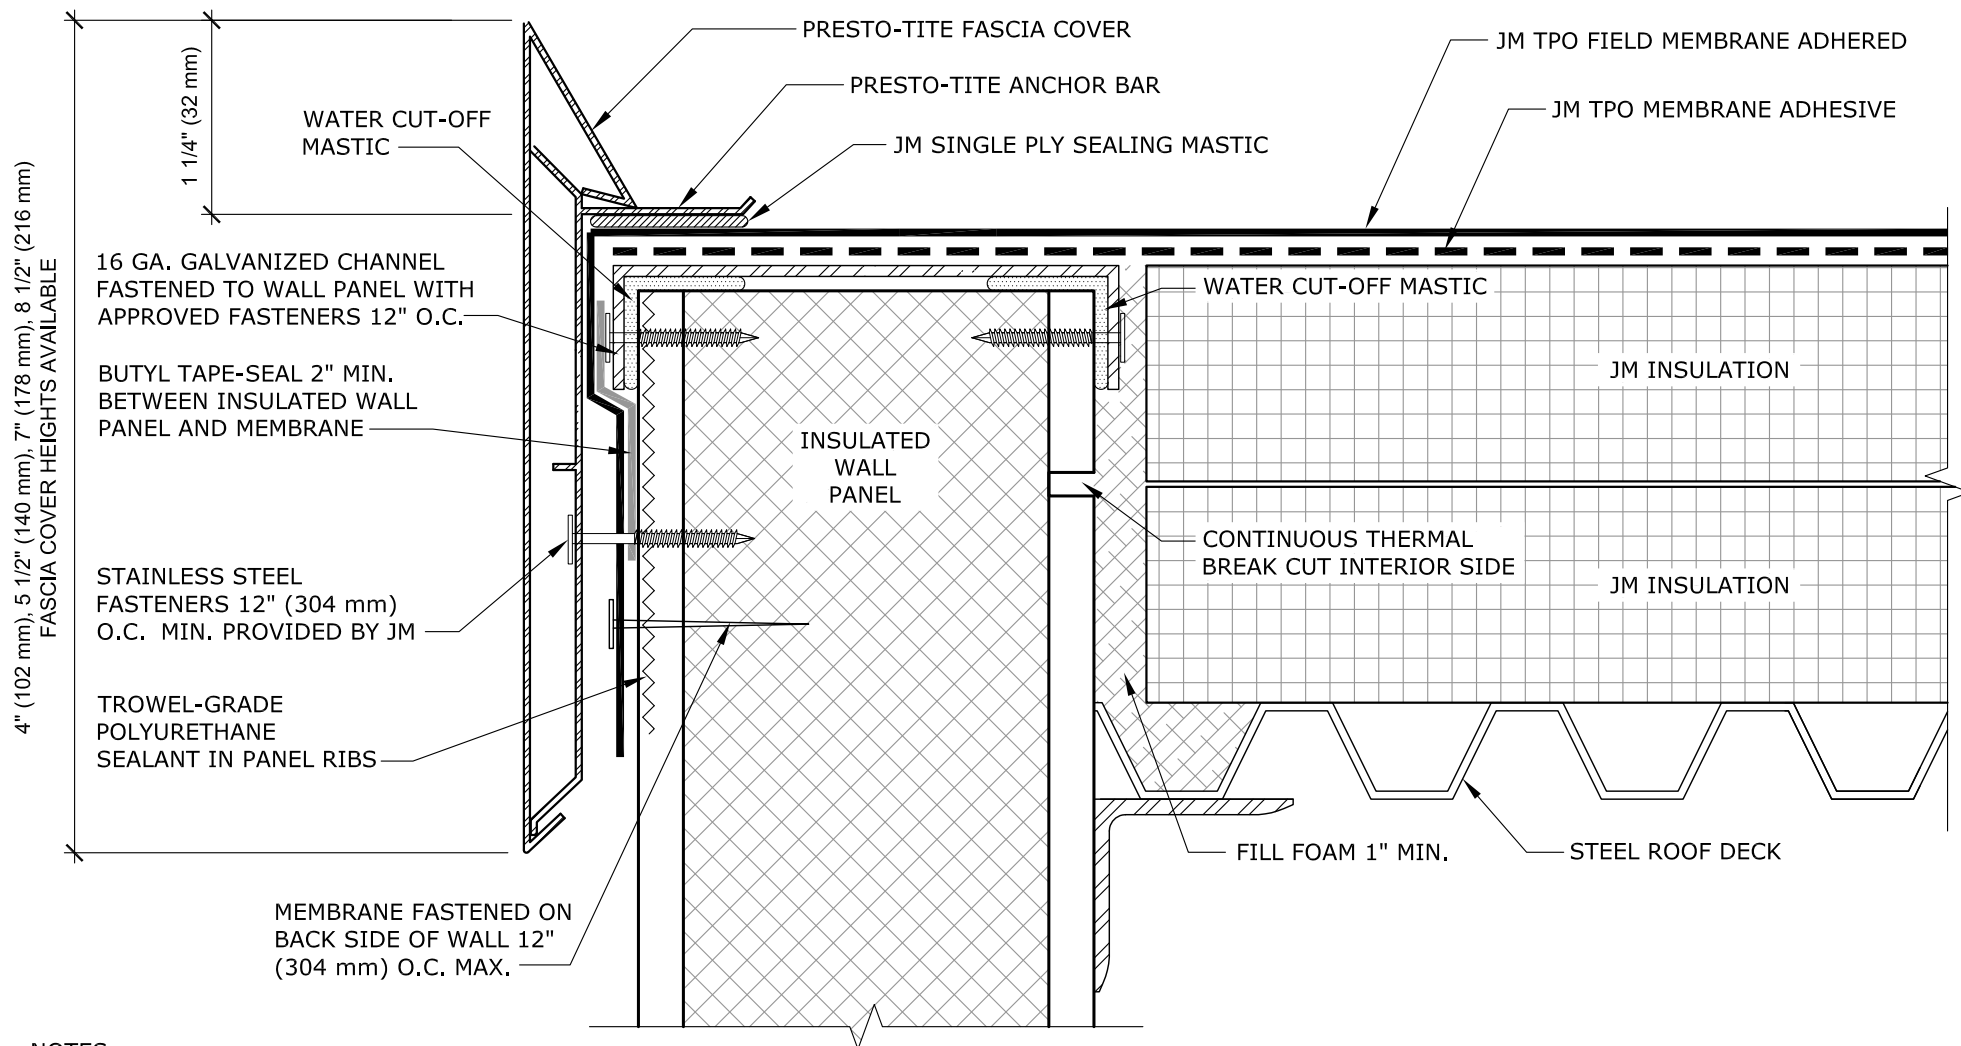 PRESTO-TITE FASCIA COVER
JM TPO FIELD MEMBRANE ADHERED
PRESTO-TITE ANCHOR BAR
JM TPO MEMBRANE ADHESIVE
WATER CUT-OFF
MASTIC
JM SINGLE PLY SEALING MASTIC
1 1/4" (32 mm)
4" (102 mm), 5 1/2" (140 mm), 7" (178 mm), 8 1/2" (216 mm)
FASCIA COVER HEIGHTS AVAILABLE
16 GA. GALVANIZED CHANNEL
FASTENED TO WALL PANEL WITH
APPROVED FASTENERS 12" O.C.
WATER CUT-OFF MASTIC
JM INSULATION
BUTYL TAPE-SEAL 2" MIN.
BETWEEN INSULATED WALL
PANEL AND MEMBRANE
INSULATED
WALL
PANEL
CONTINUOUS THERMAL
BREAK CUT INTERIOR SIDE
JM INSULATION
STAINLESS STEEL
FASTENERS 12" (304 mm)
O.C. MIN. PROVIDED BY JM
TROWEL-GRADE
POLYURETHANE
SEALANT IN PANEL RIBS
FILL FOAM 1" MIN.
STEEL ROOF DECK
MEMBRANE FASTENED ON
BACK SIDE OF WALL 12"
(304 mm) O.C. MAX.
NOTES